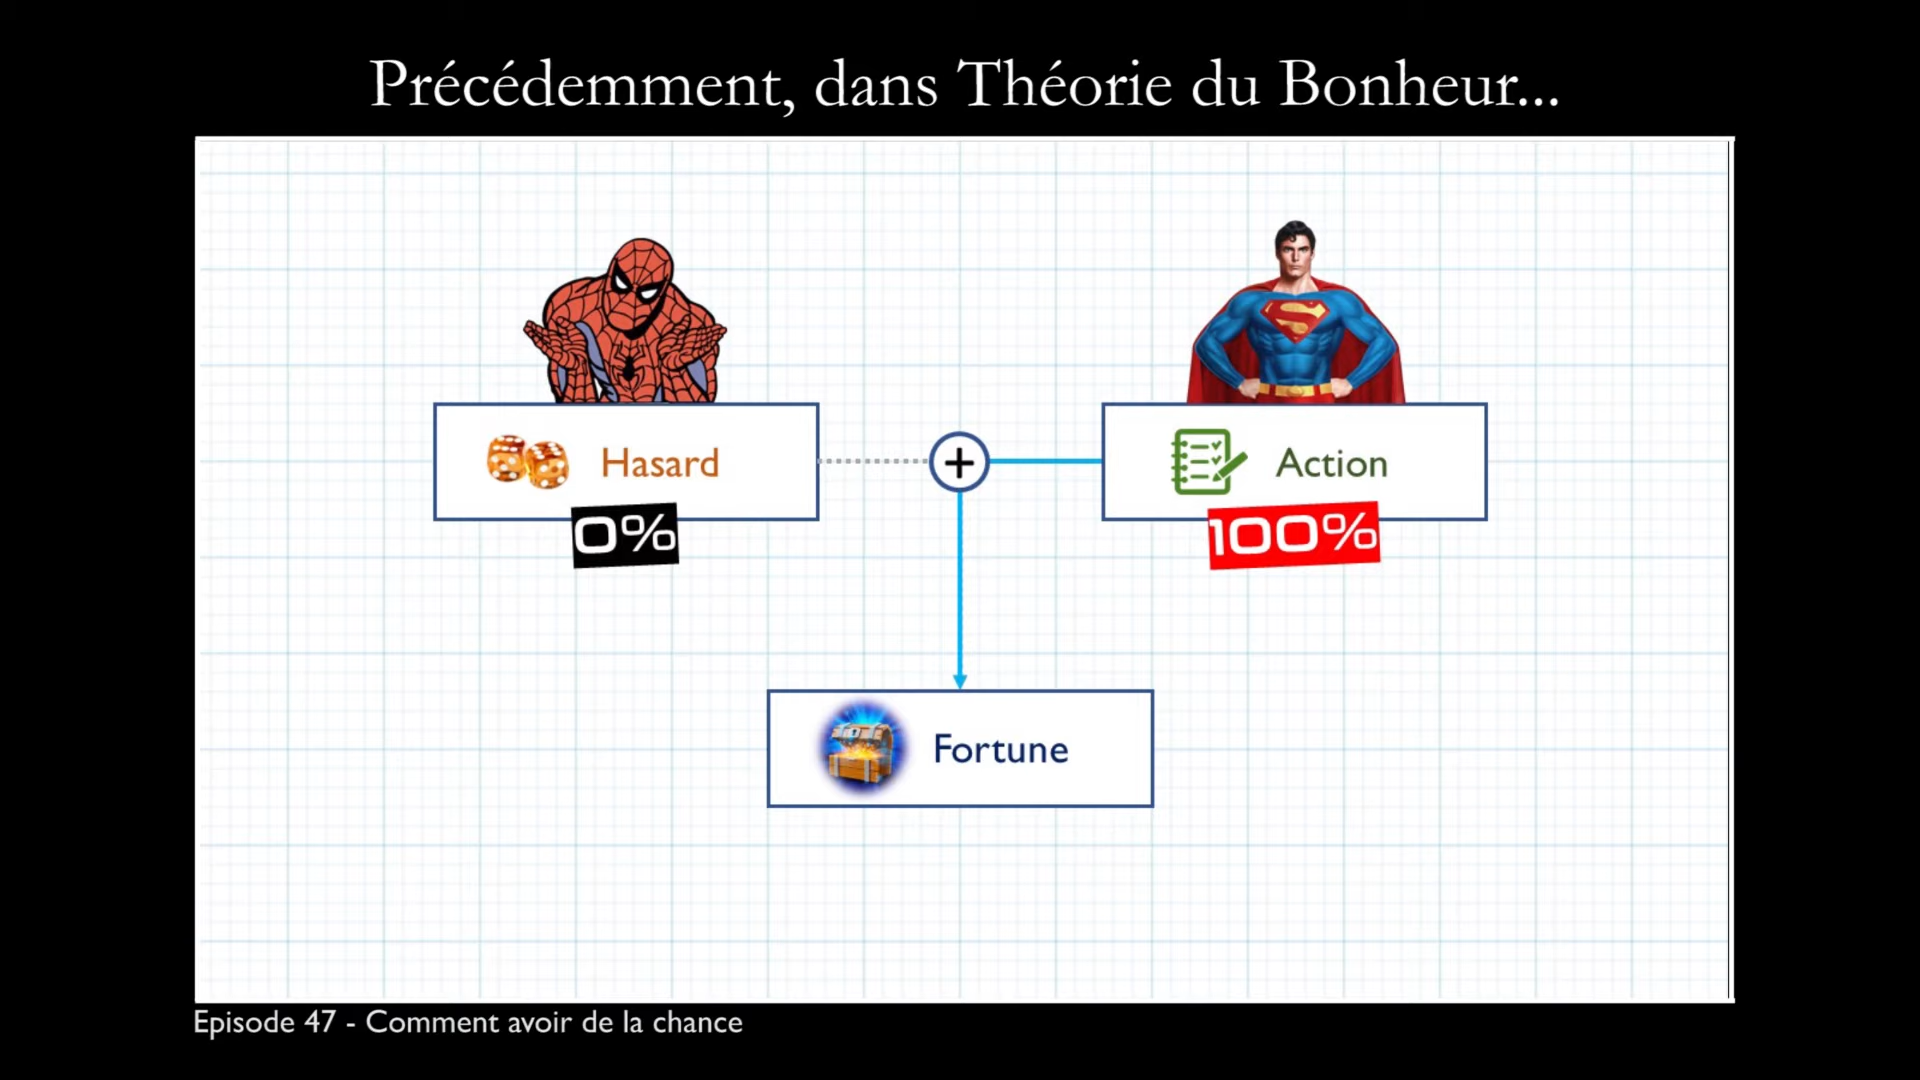 Précédemment, dans Théorie du Bonheur...
Hasard
+
Action
0%
100%
Fortune
Episode 47 - Comment avoir de la chance